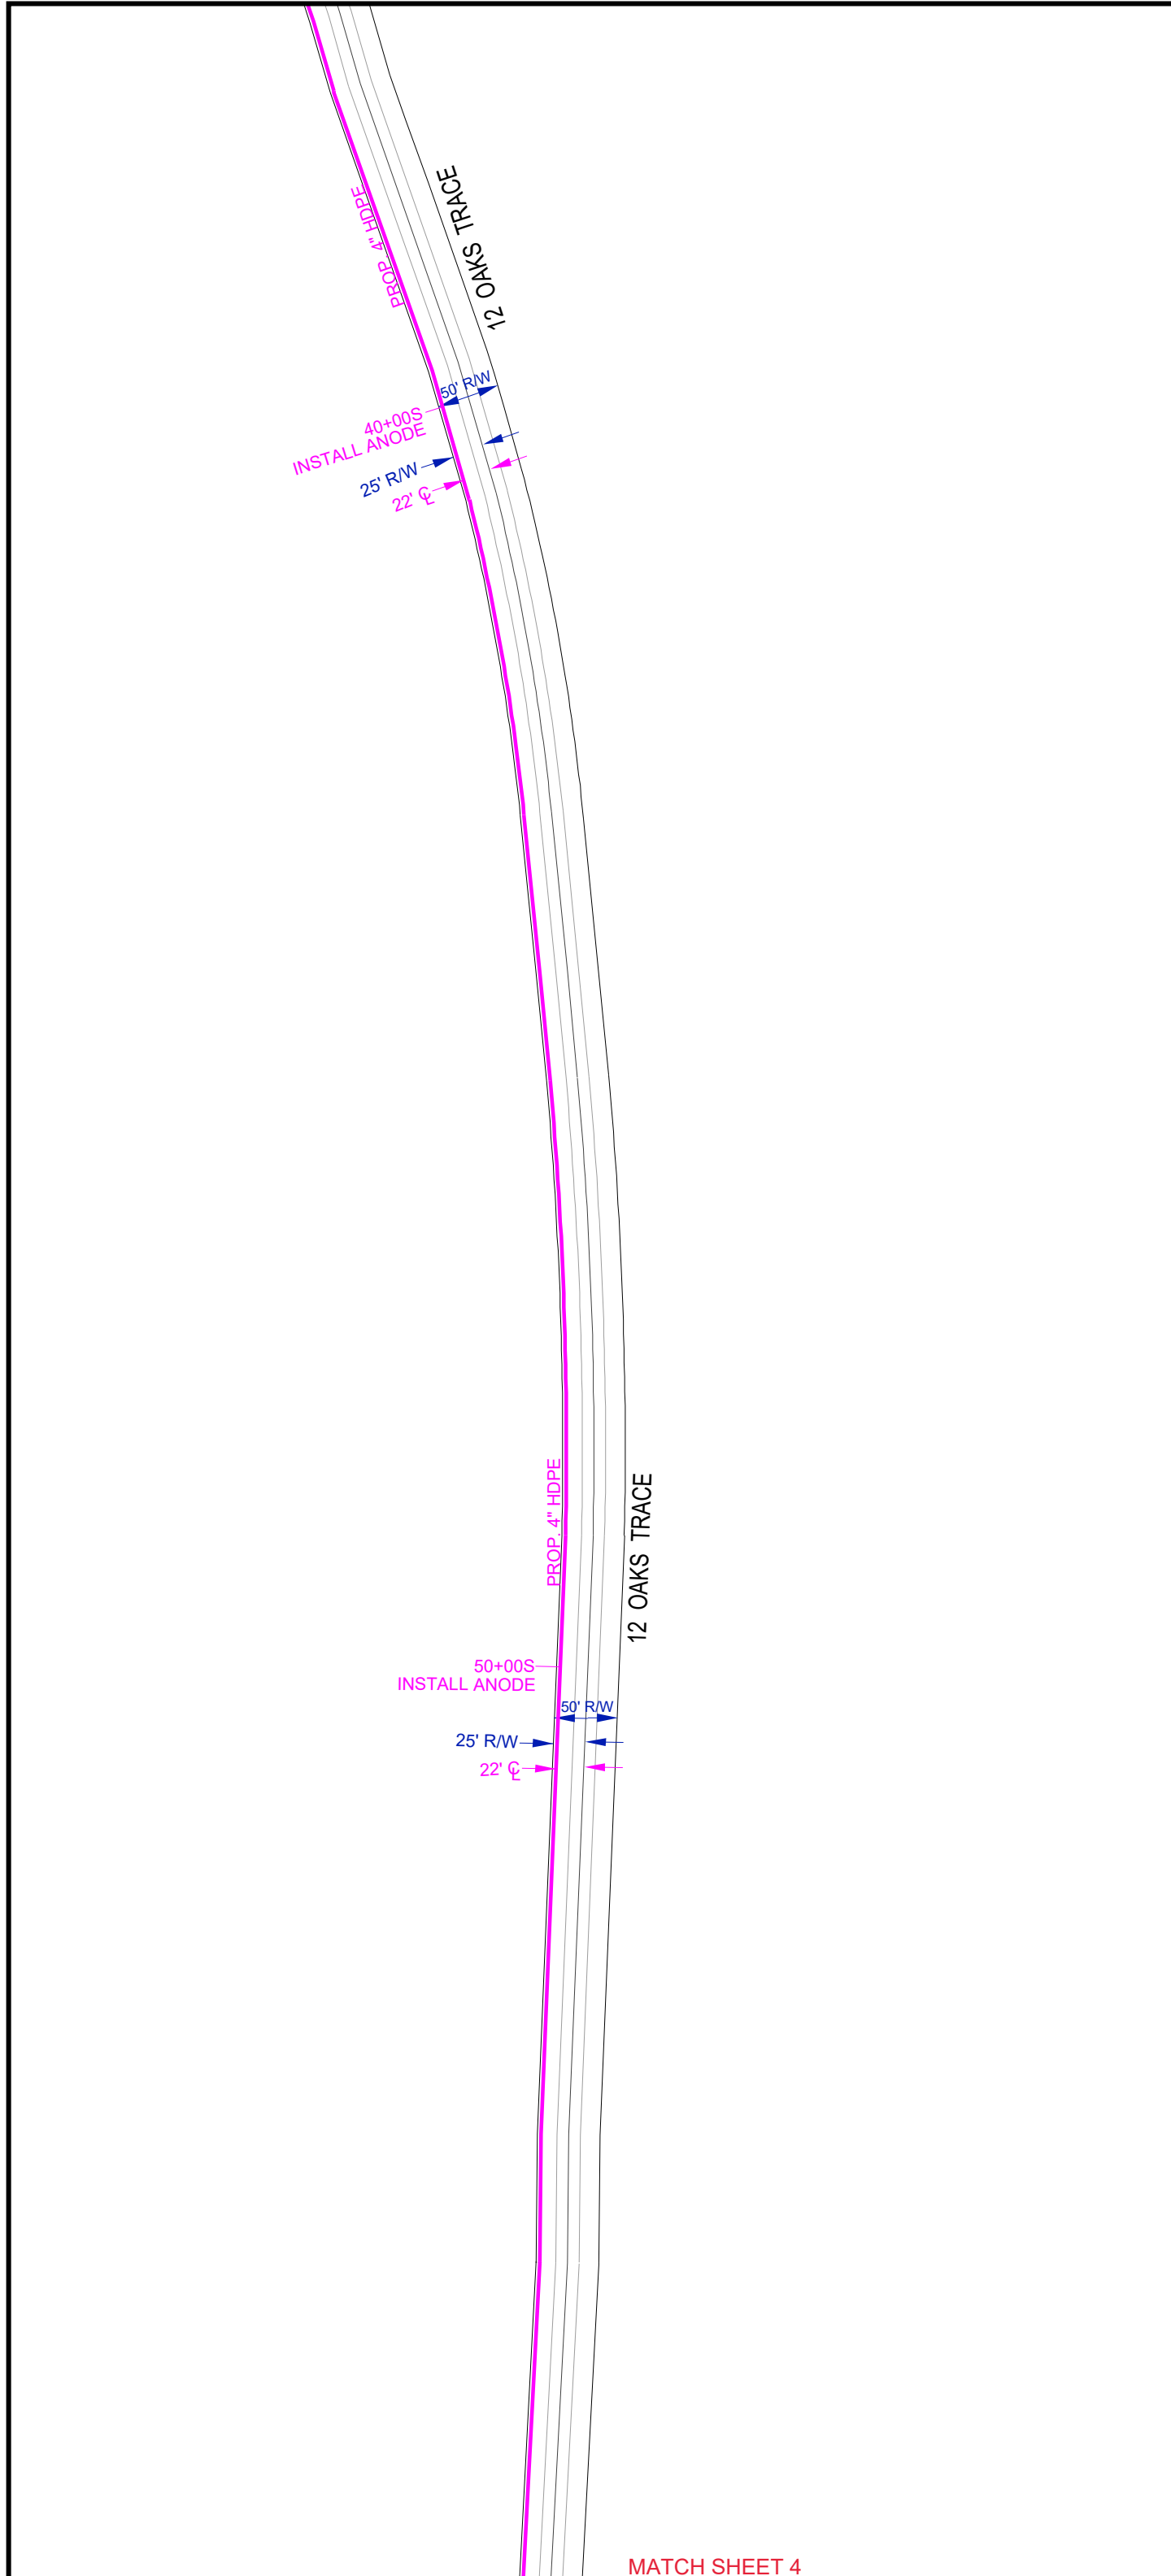 PROP. 4" HDPE
12 OAKS TRACE
50' R/W
40+00S
INSTALL ANODE
25' R/W
22' ℄
PROP. 4" HDPE
12 OAKS TRACE
50+00S
INSTALL ANODE
50' R/W
25' R/W
22' ℄
MATCH SHEET 4